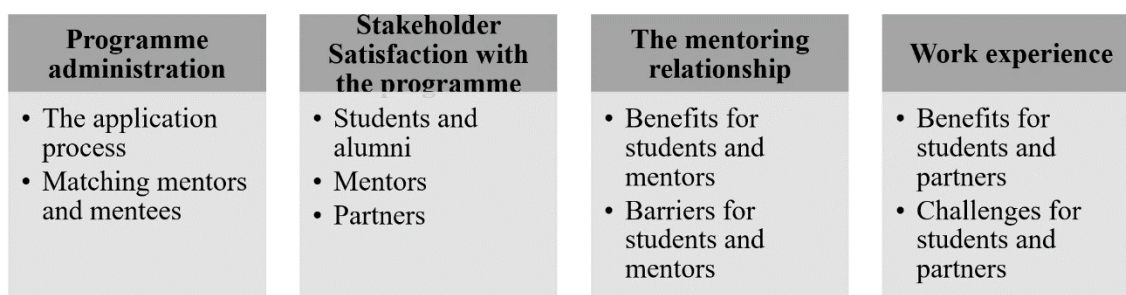 Programme
administration
• The application
process
• Matching mentors
and mentees
Stakeholder
Satisfaction with
the programme
• Students and
alumni
• Mentors
• Partners
The mentoring
relationship
• Benefits for
students and
mentors
• Barriers for
students and
mentors
Work experience
• Benefits for
students and
partners
• Challenges for
students and
partners